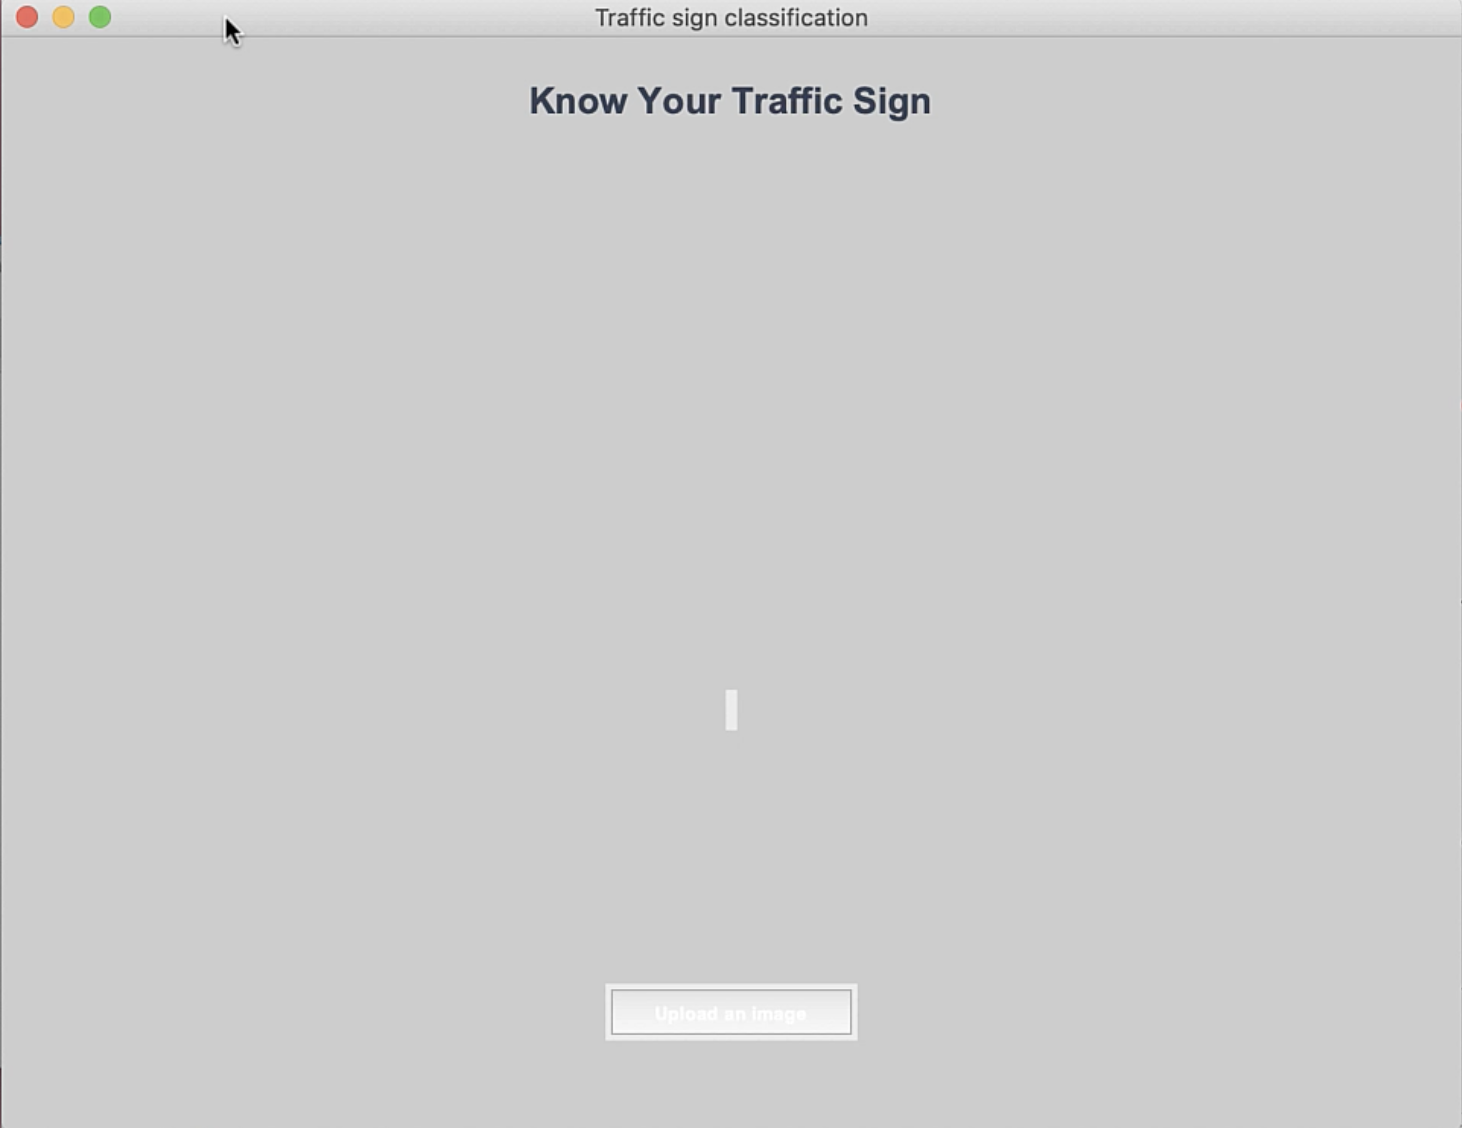 Traffic sign classification
Know Your Traffic Sign
Upload an image